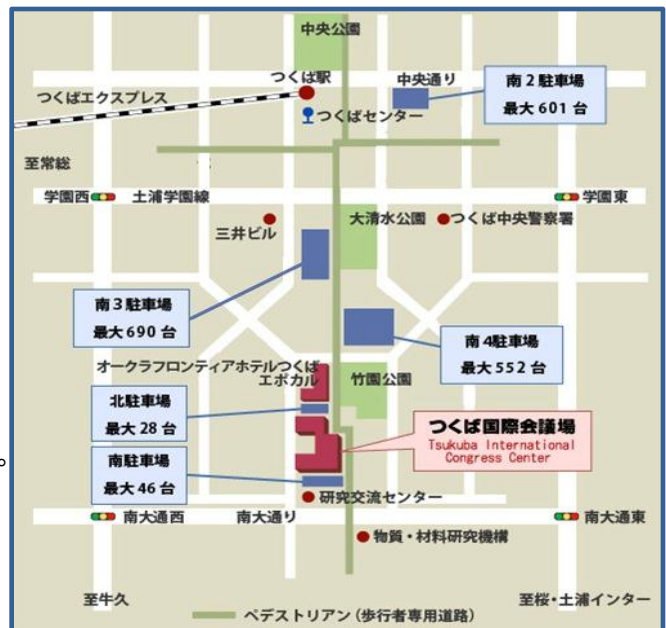 中央公園
つくば駅
中央通り
南2駐車場
最大601台
つくばエクスプレス
つくばセンター
至常総
学園西
土浦学園線
学園東
大清水公園
つくば中央警察署
三井ビル
南3駐車場
最大690台
南4駐車場
最大552台
オークラフロンティアホテルつくば
エポカル
竹園公園
北駐車場
最大28台
つくば国際会議場
Tsukuba International
Congress Center
。
南駐車場
最大46台
研究交流センター
南大通西
南大通り
南大通東
物質・材料研究機構
至牛久
至桜・土浦インター
ペデストリアン(歩行者専用道路)